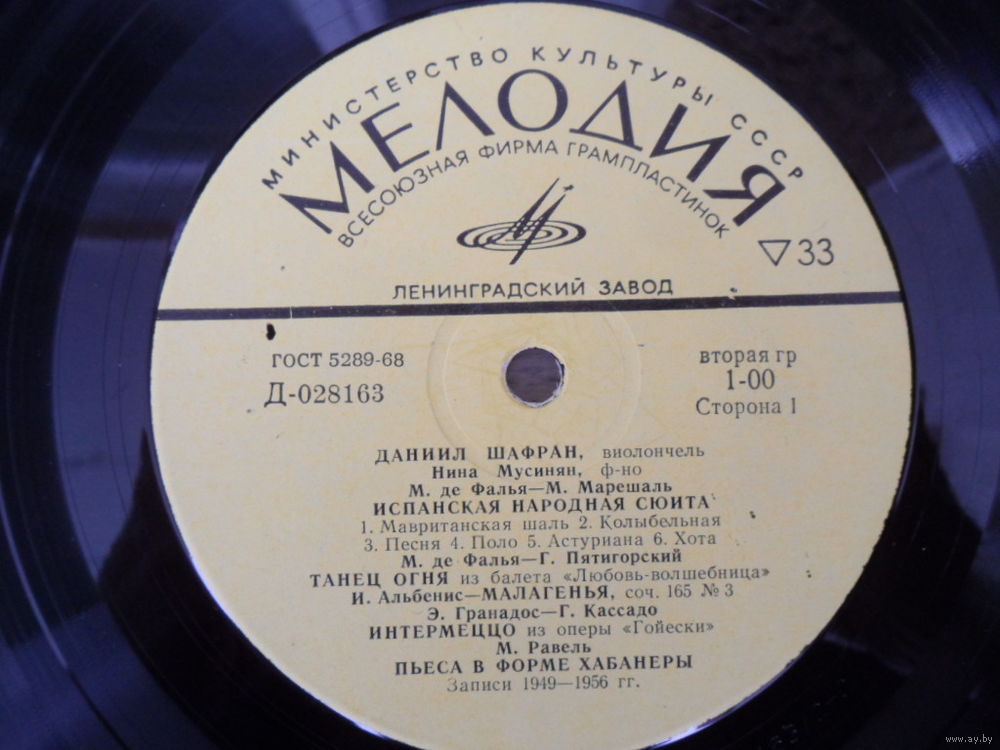 МИНИСТЕРСТВО КУЛЬТУРЫ СССР
МЕЛОДИЯ
ВСЕСОЮЗНАЯ ФИРМА ГРАМПЛАСТИНОК
33
ЛЕНИНГРАДСКИЙ ЗАВОД
ГОСТ 5289-68
Д-028163
вторая гр
1-00
Сторона 1
ДАНИИЛ ШАФРАН, виолончель
Нина Мусинян, ф-но
М. де Фалья—М. Марешаль
ИСПАНСКАЯ НАРОДНАЯ СЮИТА
1. Мавританская шаль 2. Колыбельная
3. Песня 4. Поло 5. Астуриана 6. Хота
М. де Фалья—Г. Пятигорский
ТАНЕЦ ОГНЯ из балета «Любовь-волшебница»
И. Альбенис—МАЛАГЕНЬЯ, соч. 165 № 3
Э. Гранадос—Г. Кассадо
ИНТЕРМЕЦЦО из оперы «Гойески»
М. Равель
ПЬЕСА В ФОРМЕ ХАБАНЕРЫ
Записи 1949—1956 гг.
www.ay.by